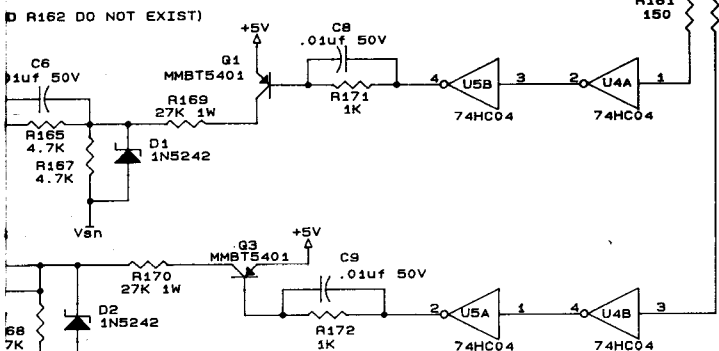 D R162 DO NOT EXIST)
R161
150
+5V
C8
.01uf 50V
C6
01uf 50V
Q1
MMBT5401
4
U5B
3
2
U4A
1
R169
27K 1W
R171
1K
74HC04
74HC04
R165
4.7K
D1
1N5242
R167
4.7K
Vsn
+5V
Q3
MMBT5401
C9
.01uf 50V
R170
27K 1W
D2
1N5242
2
U5A
1
4
U4B
3
68
7K
R172
1K
74HC04
74HC04